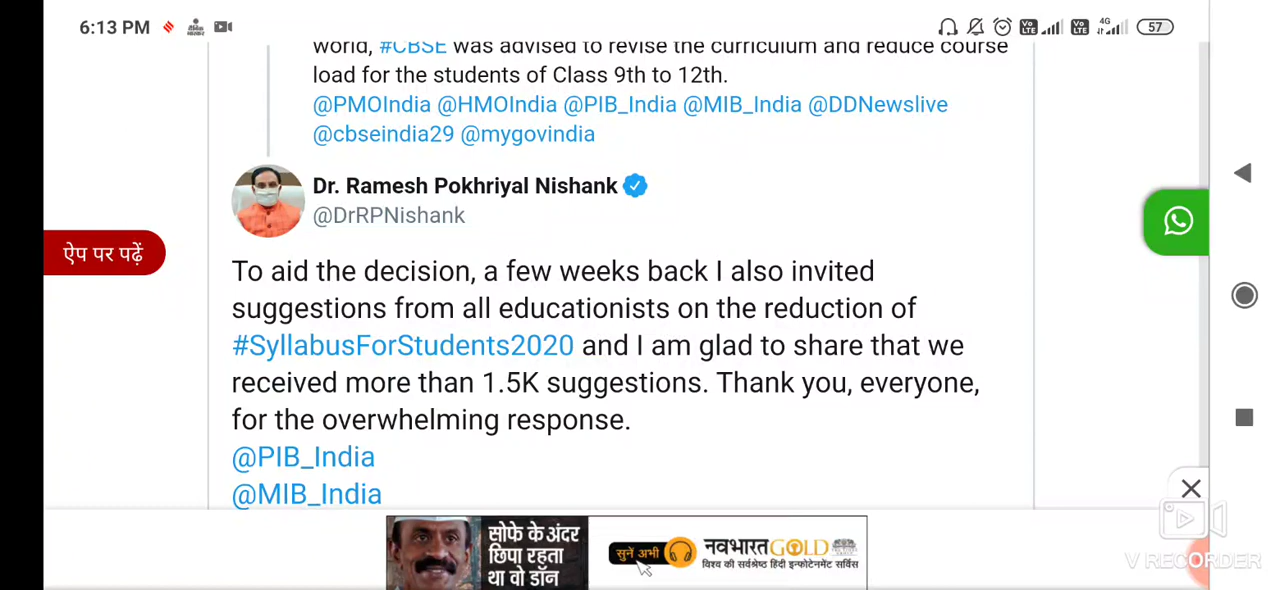 6:13 PM
4G
57
world, #CBSE was advised to revise the curriculum and reduce course
load for the students of Class 9th to 12th.
@PMOIndia @HMOIndia @PIB_India @MIB_India @DDNewslive
@cbseindia29 @mygovindia
Dr. Ramesh Pokhriyal Nishank
@DrRPNishank
ऐप पर पढ़ें
To aid the decision, a few weeks back I also invited
suggestions from all educationists on the reduction of
#SyllabusForStudents2020 and I am glad to share that we
received more than 1.5K suggestions. Thank you, everyone,
for the overwhelming response.
@PIB_India
@MIB_India
सोफे के अंदर
छिपा रहता
था वो डॉन
सुनें अभी
नवभारत GOLD
विश्व की सर्वश्रेष्ठ हिंदी इन्फोटेनमेंट सर्विस
V RECORDER